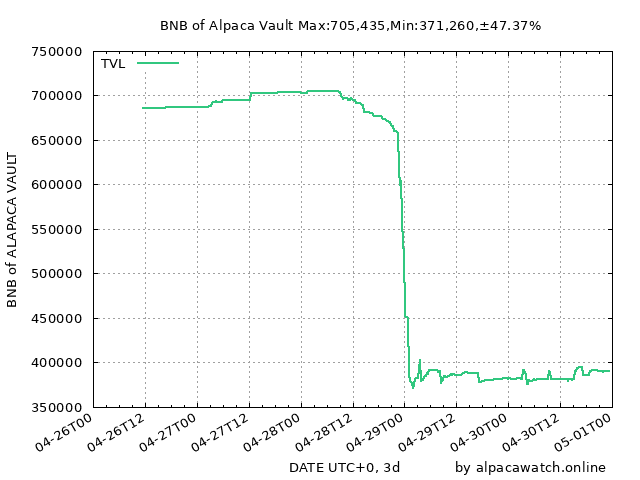 BNB of Alpaca Vault Max:705,435,Min:371,260,±47.37%
TVL
BNB of ALAPACA VAULT
750000
700000
650000
600000
550000
500000
450000
400000
350000
04-26T00
04-26T12
04-27T00
04-27T12
04-28T00
04-28T12
04-29T00
04-29T12
04-30T00
04-30T12
05-01T00
DATE UTC+0, 3d
by alpacawatch.online